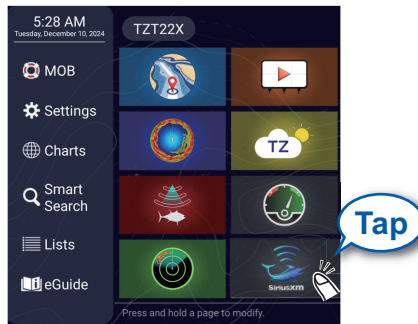 5:28 AM
Tuesday, December 10, 2024
TZT22X
MOB
Settings
Charts
TZ
Smart
Search
Lists
Tap
eGuide
SiriusXM
Press and hold a page to modify.